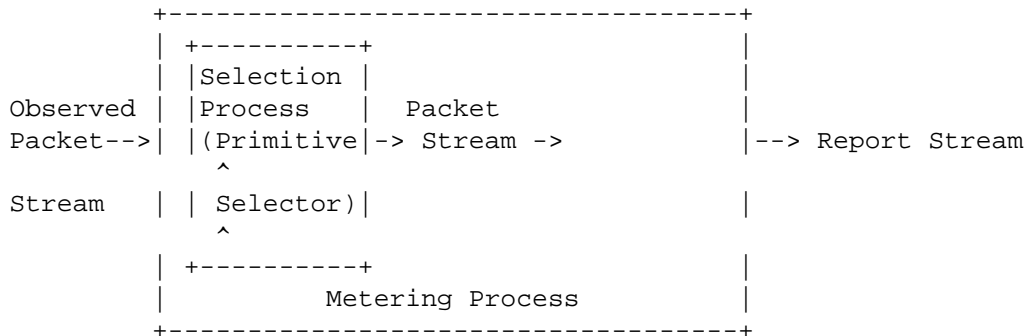 +------------------------------------+
| +----------+ |
| |Selection | |
Observed | |Process | Packet |
Packet-->| |(Primitive|-> Stream -> |--> Report Stream
^
Stream | | Selector)| |
^
| +----------+ |
| Metering Process |
+------------------------------------+